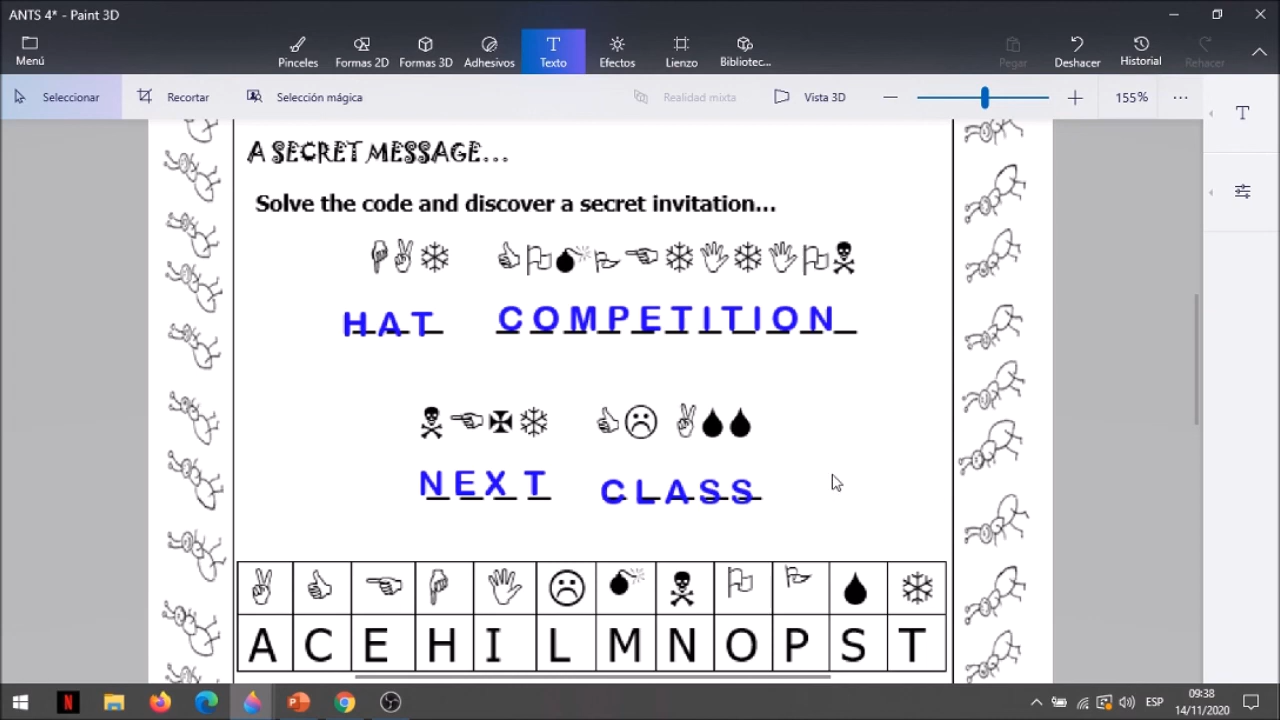 ANTS 4* - Paint 3D
Menú
Pinceles Formas 2D Formas 3D Adhesivos Texto Efectos Lienzo Bibliotec... Pegar Deshacer Historial Rehacer
Seleccionar Recortar Selección mágica Realidad mixta Vista 3D 155%
A SECRET MESSAGE...
Solve the code and discover a secret invitation...
HAT COMPETITION
NEXT CLASS
A C E H I L M N O P S T
ESP
09:38
14/11/2020